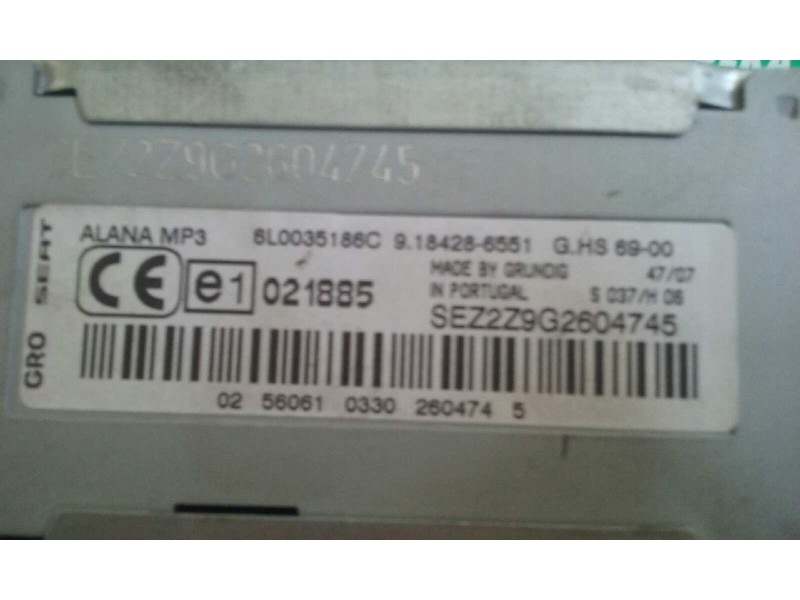 EZ2Z9G2604745
ALANA MP3 6L0035186C 9.18428-6551 G.HS 69-00
GRO SEAT
CE e1 021885
MADE BY GRUNDIG 47/07
IN PORTUGAL S 037/H 06
SEZ2Z9G2604745
02 56061 0330 260474 5